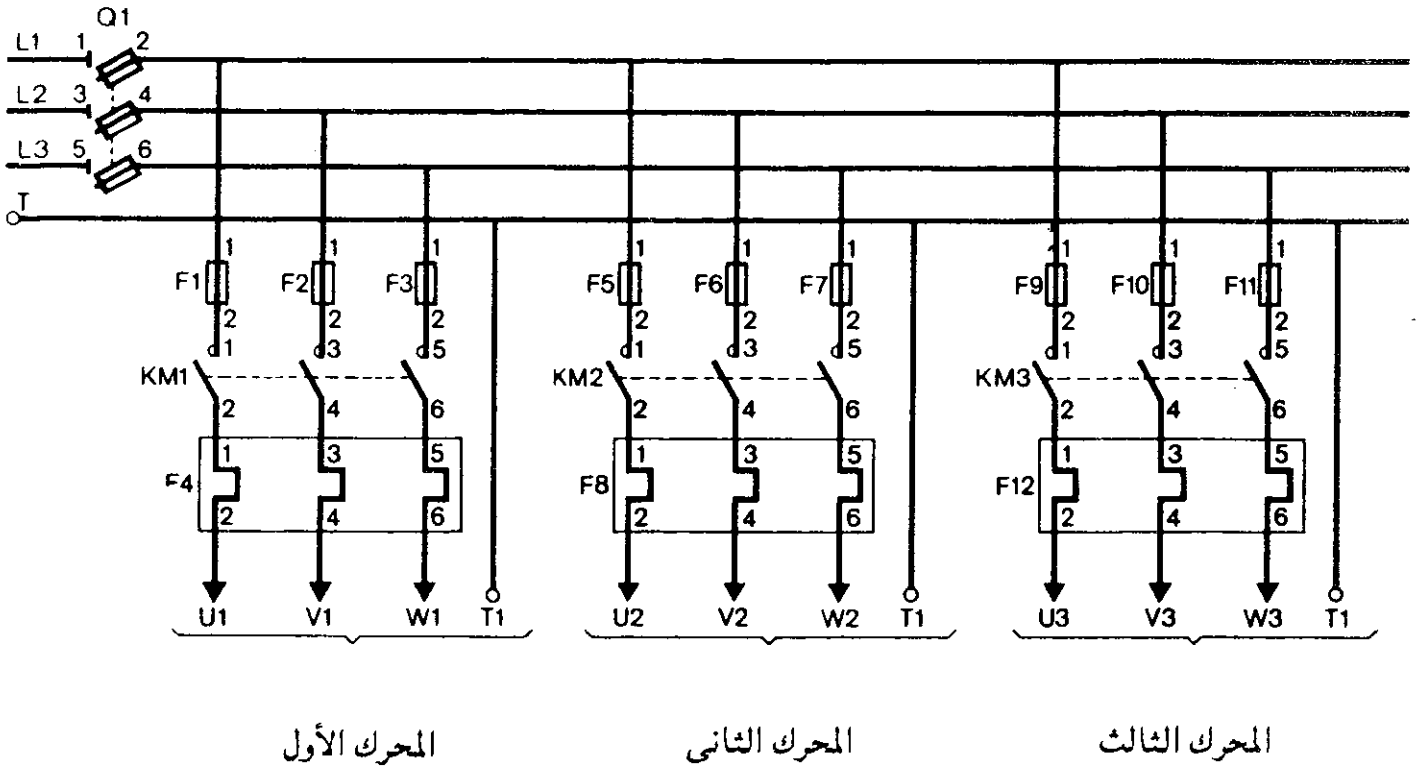 Q1
L1 1 2
L2 3 4
L3 5 6
T
1 1 1 1 1 1 1 1 1
F1 F2 F3 F5 F6 F7 F9 F10 F11
2 2 2 2 2 2 2 2 2
1 3 5 1 3 5 1 3 5
KM1 KM2 KM3
2 4 6 2 4 6 2 4 6
1 3 5 1 3 5 1 3 5
F4 F8 F12
2 4 6 2 4 6 2 4 6
U1 V1 W1 T1 U2 V2 W2 T1 U3 V3 W3 T1
المحرك الأول المحرك الثانى المحرك الثالث